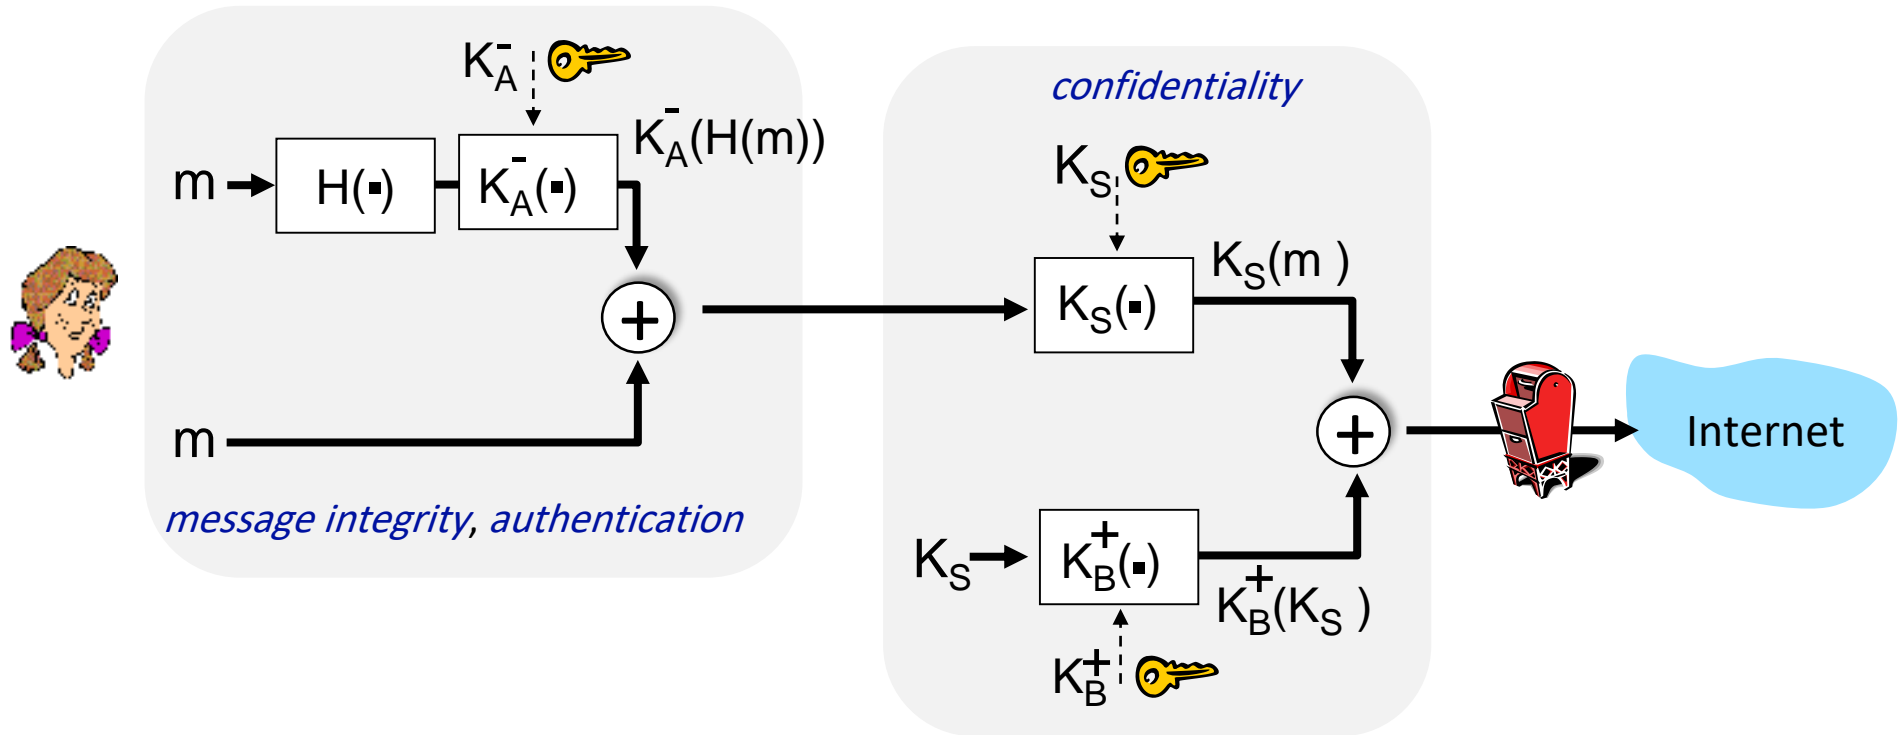 K_A^-
K_A^-(H(m))
m
H(▪)
K_A^-(▪)
+
m
message integrity, authentication
confidentiality
K_S
K_S(▪)
K_S(m )
+
K_S
K_B^+(▪)
K_B^+(K_S )
K_B^+
Internet